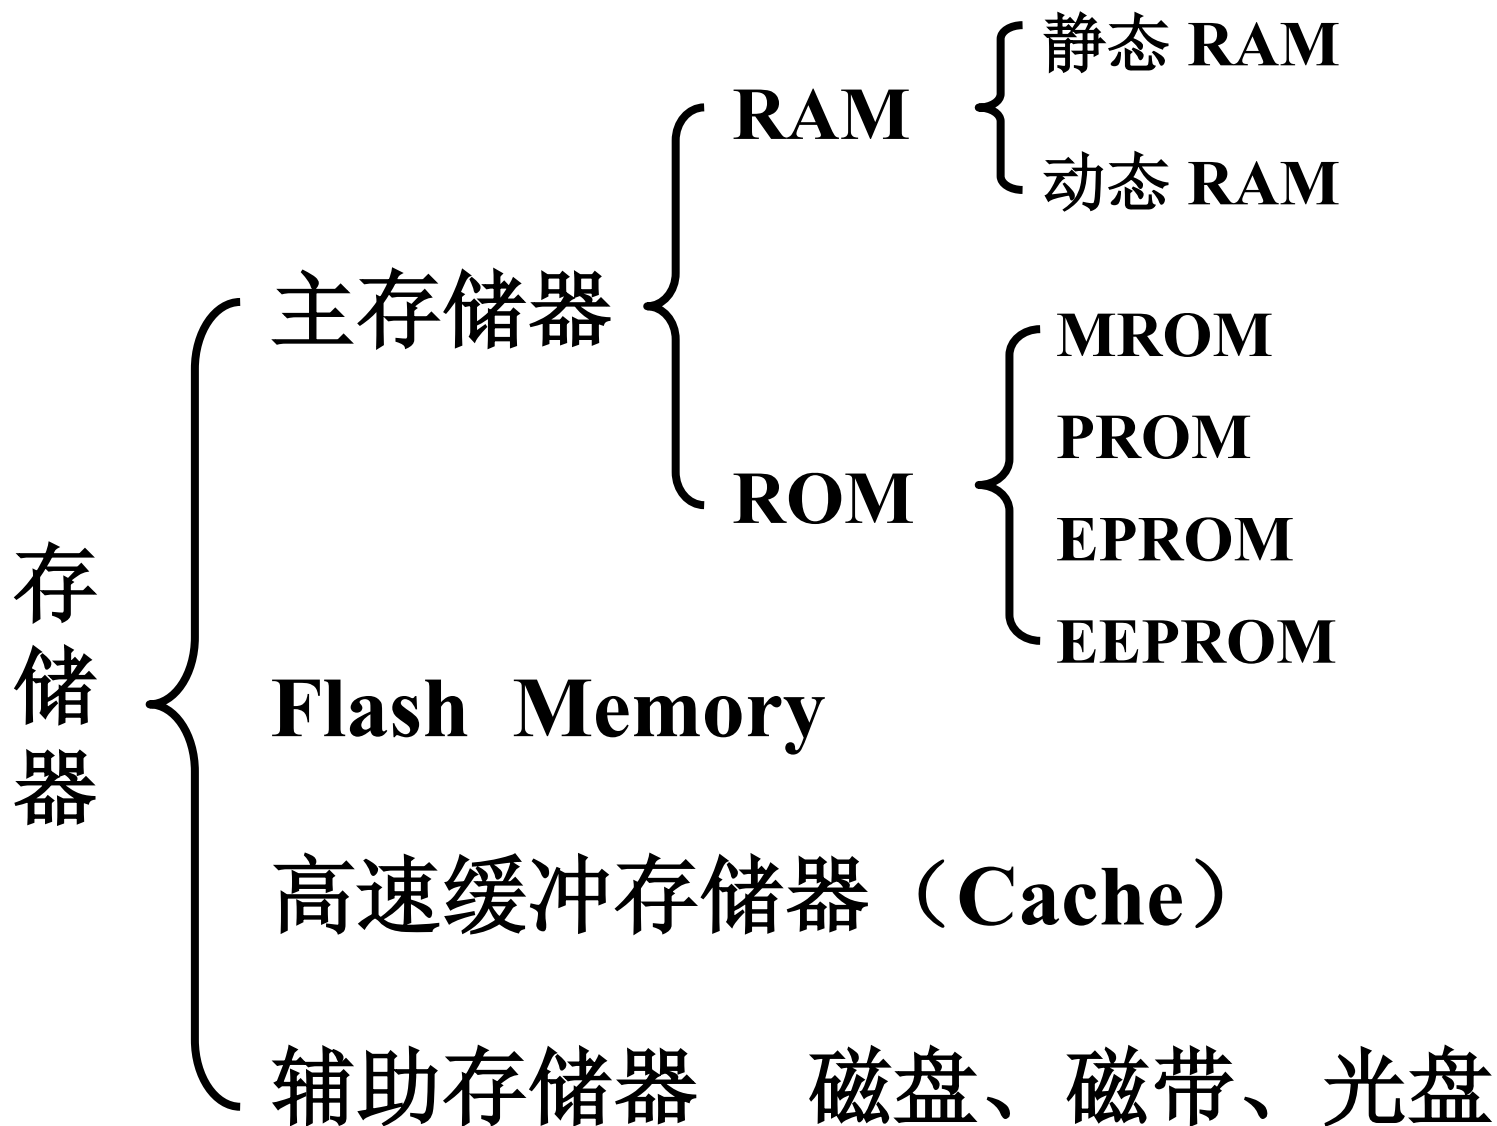 静态 RAM
RAM
动态 RAM
主存储器
MROM
PROM
ROM
EPROM
EEPROM
存储器
Flash Memory
高速缓冲存储器（Cache）
辅助存储器 磁盘、磁带、光盘